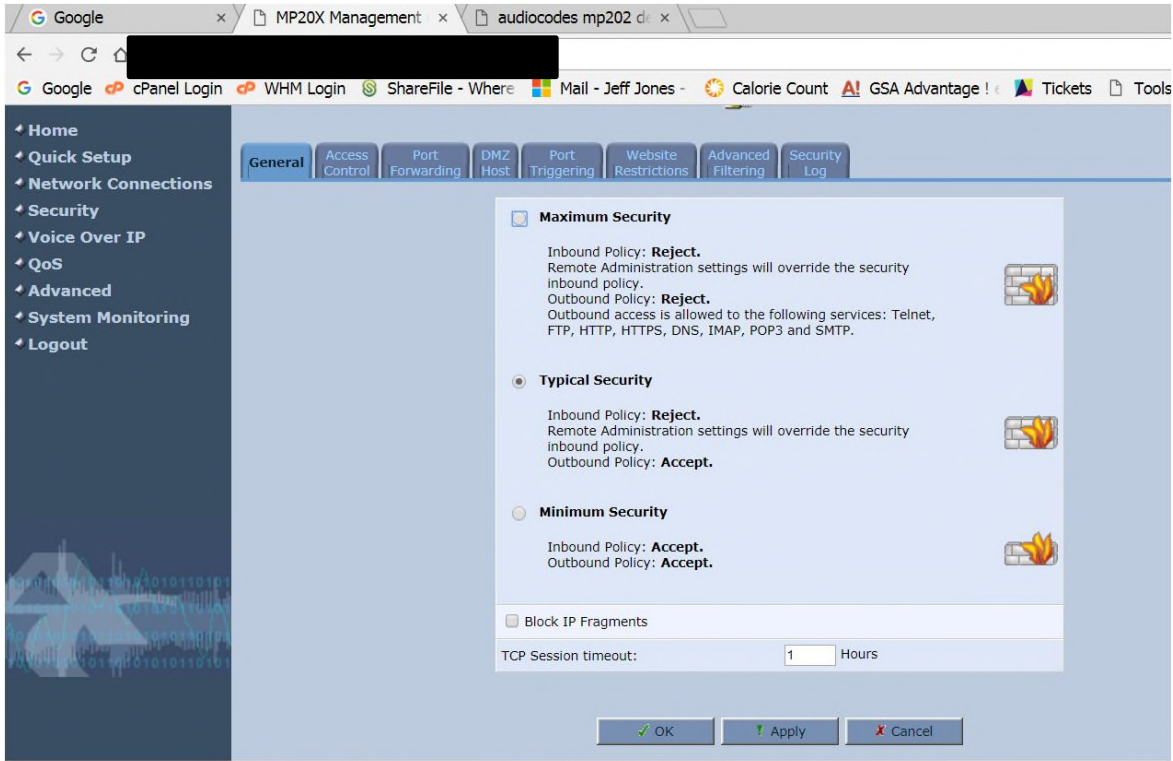 Google
MP20X Management
audiocodes mp202 de
Google cPanel Login WHM Login ShareFile - Where Mail - Jeff Jones - Calorie Count A! GSA Advantage ! Tickets Tools
Home
Quick Setup
Network Connections
Security
Voice Over IP
QoS
Advanced
System Monitoring
Logout
General
Access
Control
Port
Forwarding
DMZ
Host
Port
Triggering
Website
Restrictions
Advanced
Filtering
Security
Log
Maximum Security
Inbound Policy: Reject.
Remote Administration settings will override the security
inbound policy.
Outbound Policy: Reject.
Outbound access is allowed to the following services: Telnet,
FTP, HTTP, HTTPS, DNS, IMAP, POP3 and SMTP.
Typical Security
Inbound Policy: Reject.
Remote Administration settings will override the security
inbound policy.
Outbound Policy: Accept.
Minimum Security
Inbound Policy: Accept.
Outbound Policy: Accept.
Block IP Fragments
TCP Session timeout: 1 Hours
OK Apply Cancel